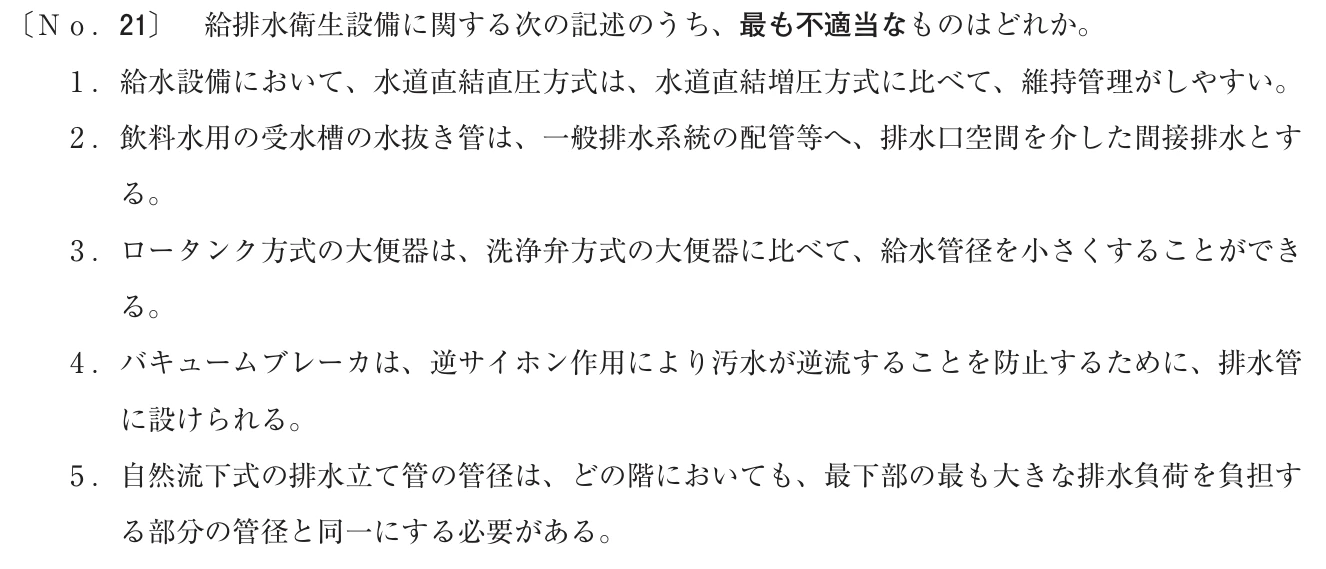 〔Ｎｏ．21〕　給排水衛生設備に関する次の記述のうち、最も不適当なものはどれか。
１．給水設備において、水道直結直圧方式は、水道直結増圧方式に比べて、維持管理がしやすい。
２．飲料水用の受水槽の水抜き管は、一般排水系統の配管等へ、排水口空間を介した間接排水とす
る。
３．ロータンク方式の大便器は、洗浄弁方式の大便器に比べて、給水管径を小さくすることができ
る。
４．バキュームブレーカは、逆サイホン作用により汚水が逆流することを防止するために、排水管
に設けられる。
５．自然流下式の排水立て管の管径は、どの階においても、最下部の最も大きな排水負荷を負担す
る部分の管径と同一にする必要がある。